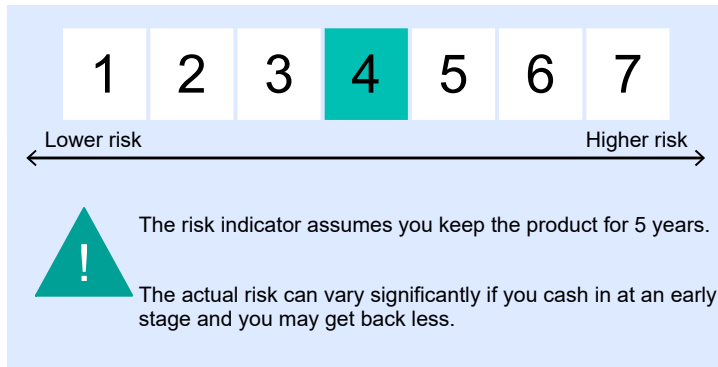 1 2 3 4 5 6 7
Lower risk Higher risk
The risk indicator assumes you keep the product for 5 years.
!
The actual risk can vary significantly if you cash in at an early
stage and you may get back less.